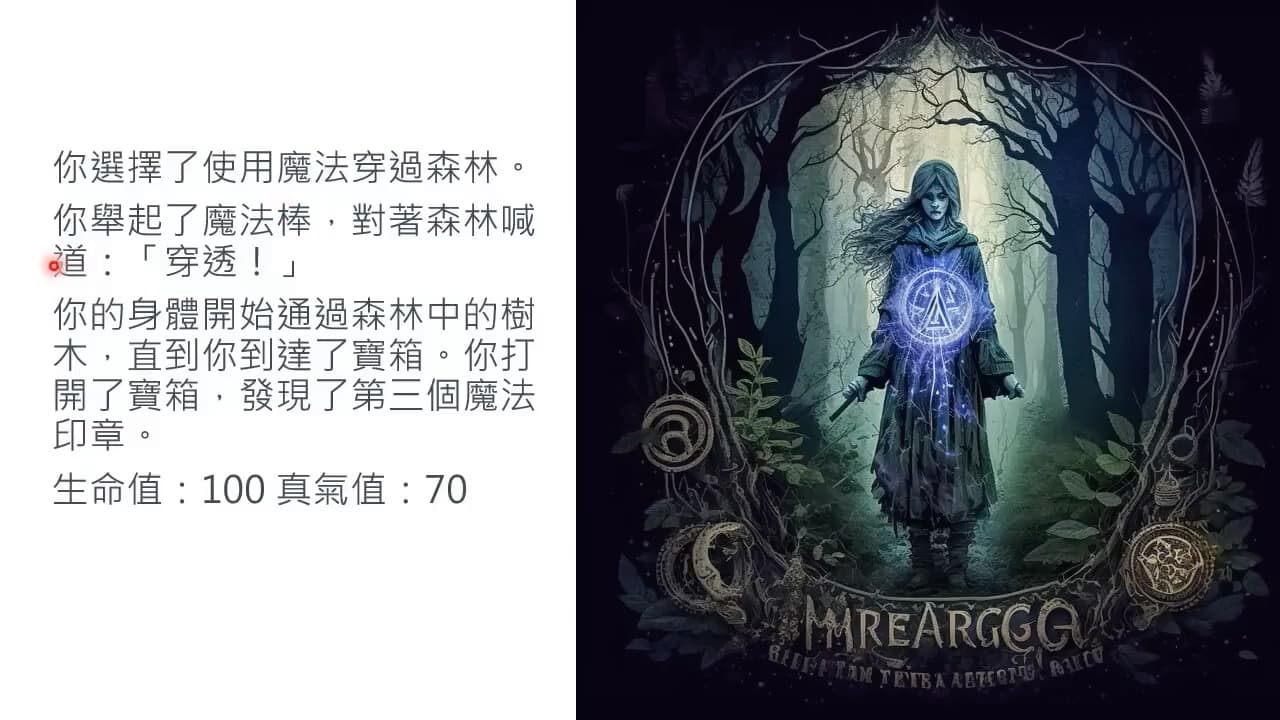 你選擇了使用魔法穿過森林。
你舉起了魔法棒，對著森林喊
道：「穿透！」
你的身體開始通過森林中的樹
木，直到你到達了寶箱。你打
開了寶箱，發現了第三個魔法
印章。
生命值：100 真氣值：70